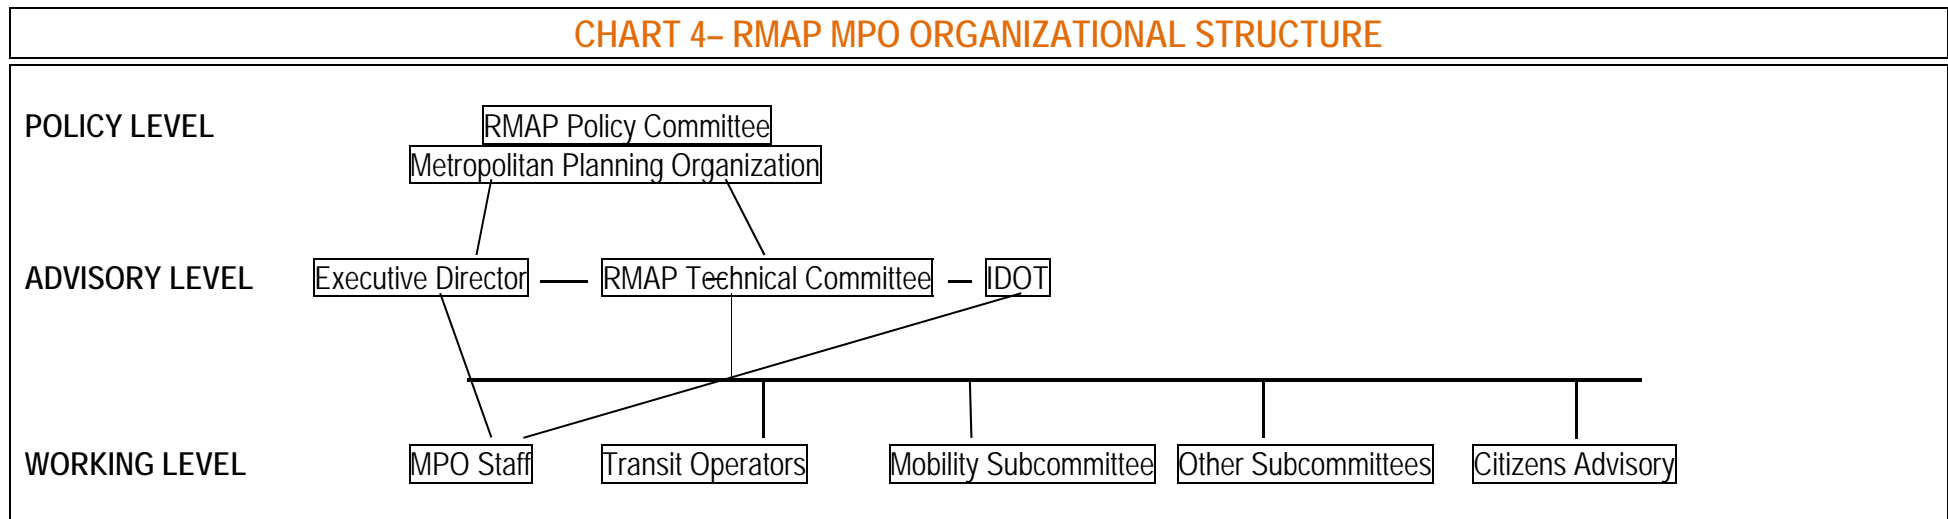 CHART 4– RMAP MPO ORGANIZATIONAL STRUCTURE
POLICY LEVEL
RMAP Policy Committee
Metropolitan Planning Organization
ADVISORY LEVEL
Executive Director
RMAP Technical Committee
IDOT
WORKING LEVEL
MPO Staff
Transit Operators
Mobility Subcommittee
Other Subcommittees
Citizens Advisory